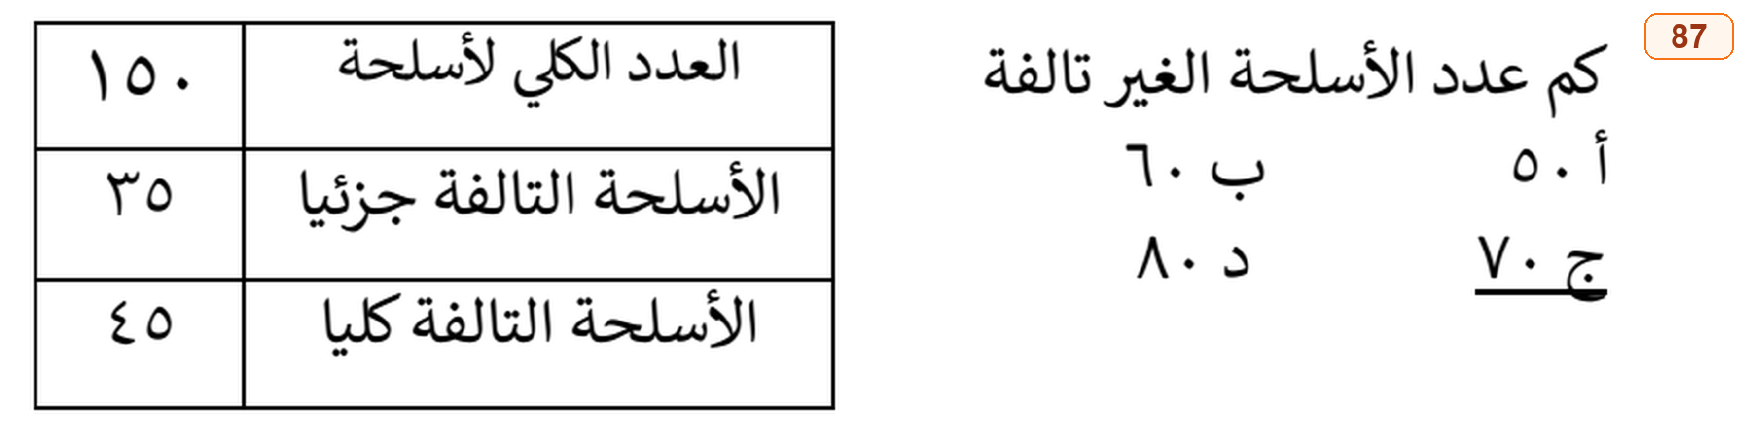 87
كم عدد الأسلحة الغير تالفة
أ ٥٠ ب ٦٠
ج ٧٠ د ٨٠
العدد الكلي لأسلحة ١٥٠
الأسلحة التالفة جزئيا ٣٥
الأسلحة التالفة كليا ٤٥